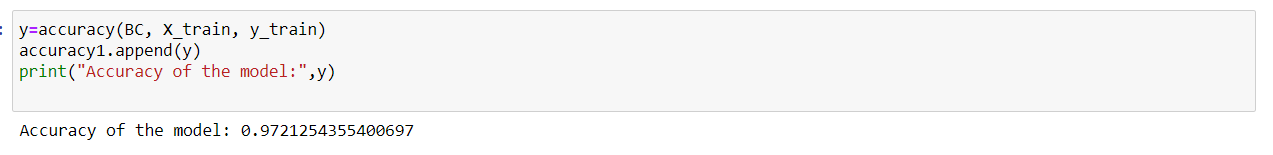 :
y=accuracy(BC, X_train, y_train)
accuracy1.append(y)
print("Accuracy of the model:",y)
Accuracy of the model: 0.9721254355400697